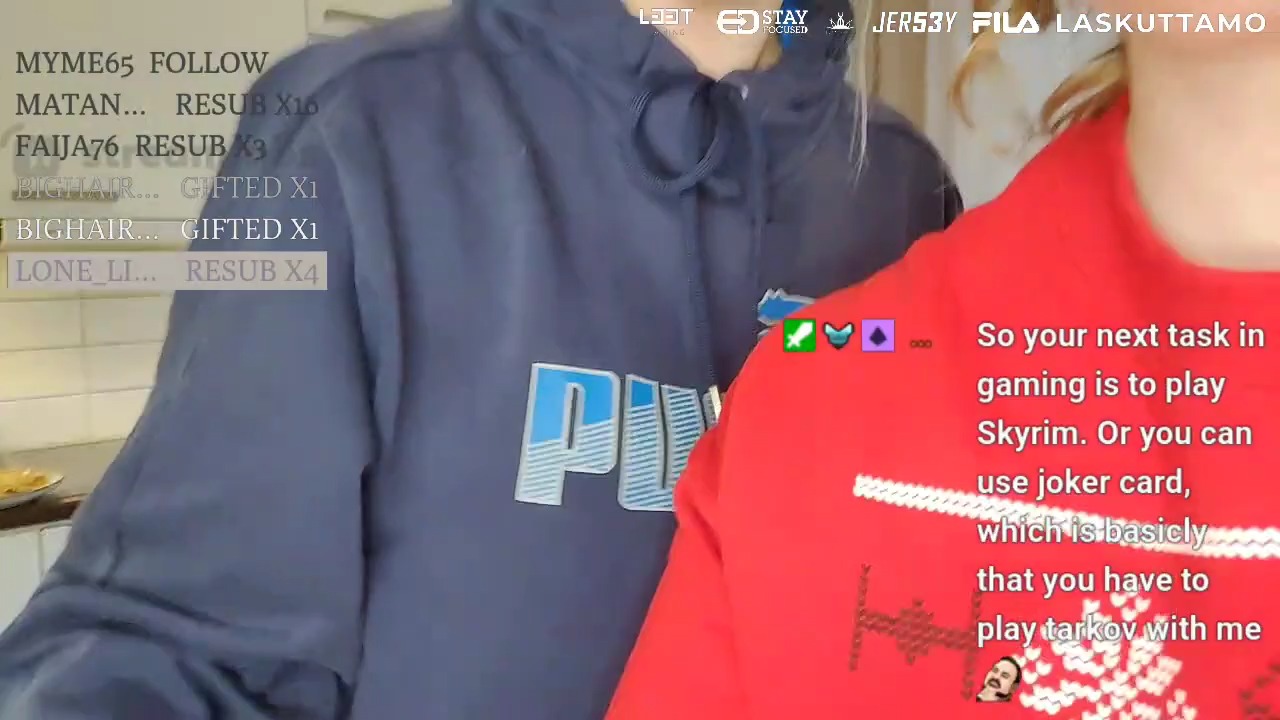 L33T STAY FOCUSED JER53Y FILA LASKUTTAMO
MYME65 FOLLOW
MATAN... RESUB X16
FAIJA76 RESUB X3
BIGHAIR... GIFTED X1
BIGHAIR... GIFTED X1
LONE_LI... RESUB X4
PU
So your next task in
gaming is to play
Skyrim. Or you can
use joker card,
which is basicly
that you have to
play tarkov with me